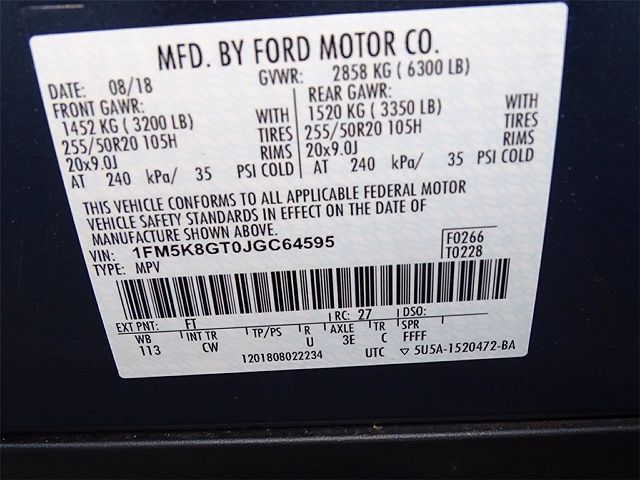 MFD. BY FORD MOTOR CO.
DATE: 08/18 GVWR: 2858 KG ( 6300 LB)
FRONT GAWR: REAR GAWR:
1452 KG ( 3200 LB) WITH 1520 KG ( 3350 LB) WITH
255/50R20 105H TIRES 255/50R20 105H TIRES
20x9.0J RIMS 20x9.0J RIMS
AT 240 kPa/ 35 PSI COLD AT 240 kPa/ 35 PSI COLD
THIS VEHICLE CONFORMS TO ALL APPLICABLE FEDERAL MOTOR
VEHICLE SAFETY STANDARDS IN EFFECT ON THE DATE OF
MANUFACTURE SHOWN ABOVE.
VIN: 1FM5K8GT0JGC64595 F0266
TYPE: MPV T0228
EXT PNT: FT RC: 27 DSO:
WB INT TR TP/PS R AXLE TR SPR
113 CW U 3E C FFFF
1201808022234 UTC ▽ 5U5A-1520472-BA